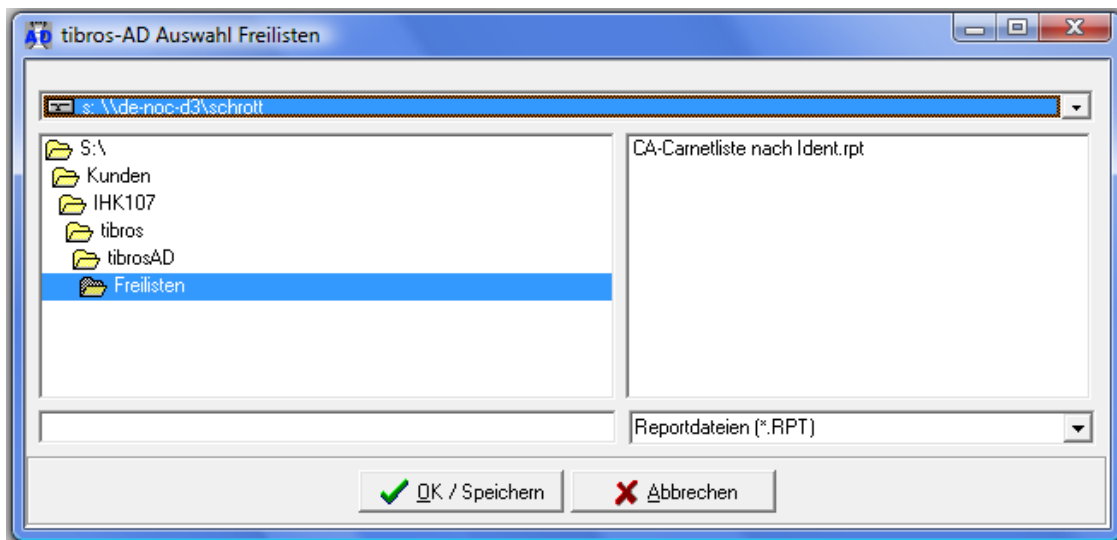 tibros-AD Auswahl Freilisten
s: \\de-noc-d3\schrott
S:\
Kunden
IHK107
tibros
tibrosAD
Freilisten
CA-Carnetliste nach Ident.rpt
Reportdateien (*.RPT)
OK / Speichern
Abbrechen